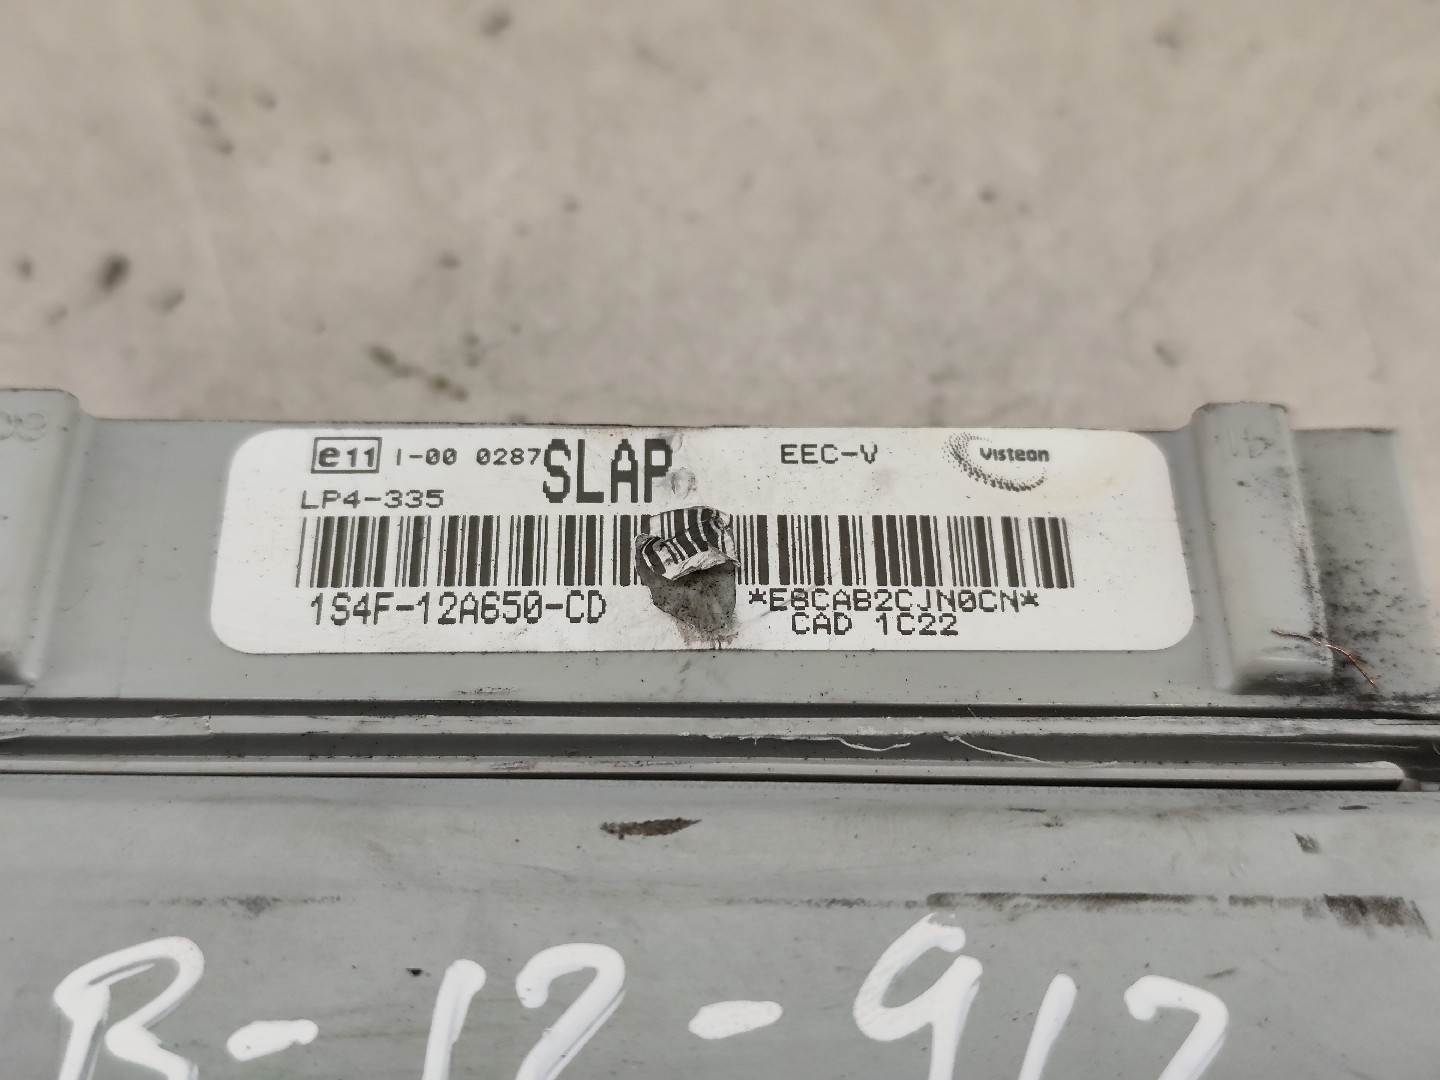 e11 I-00 0287 SLAP EEC-V Visteon
LP4-335
1S4F-12A650-CD *E8CAB2CJN0CN*
CAD 1C22
R-12-912